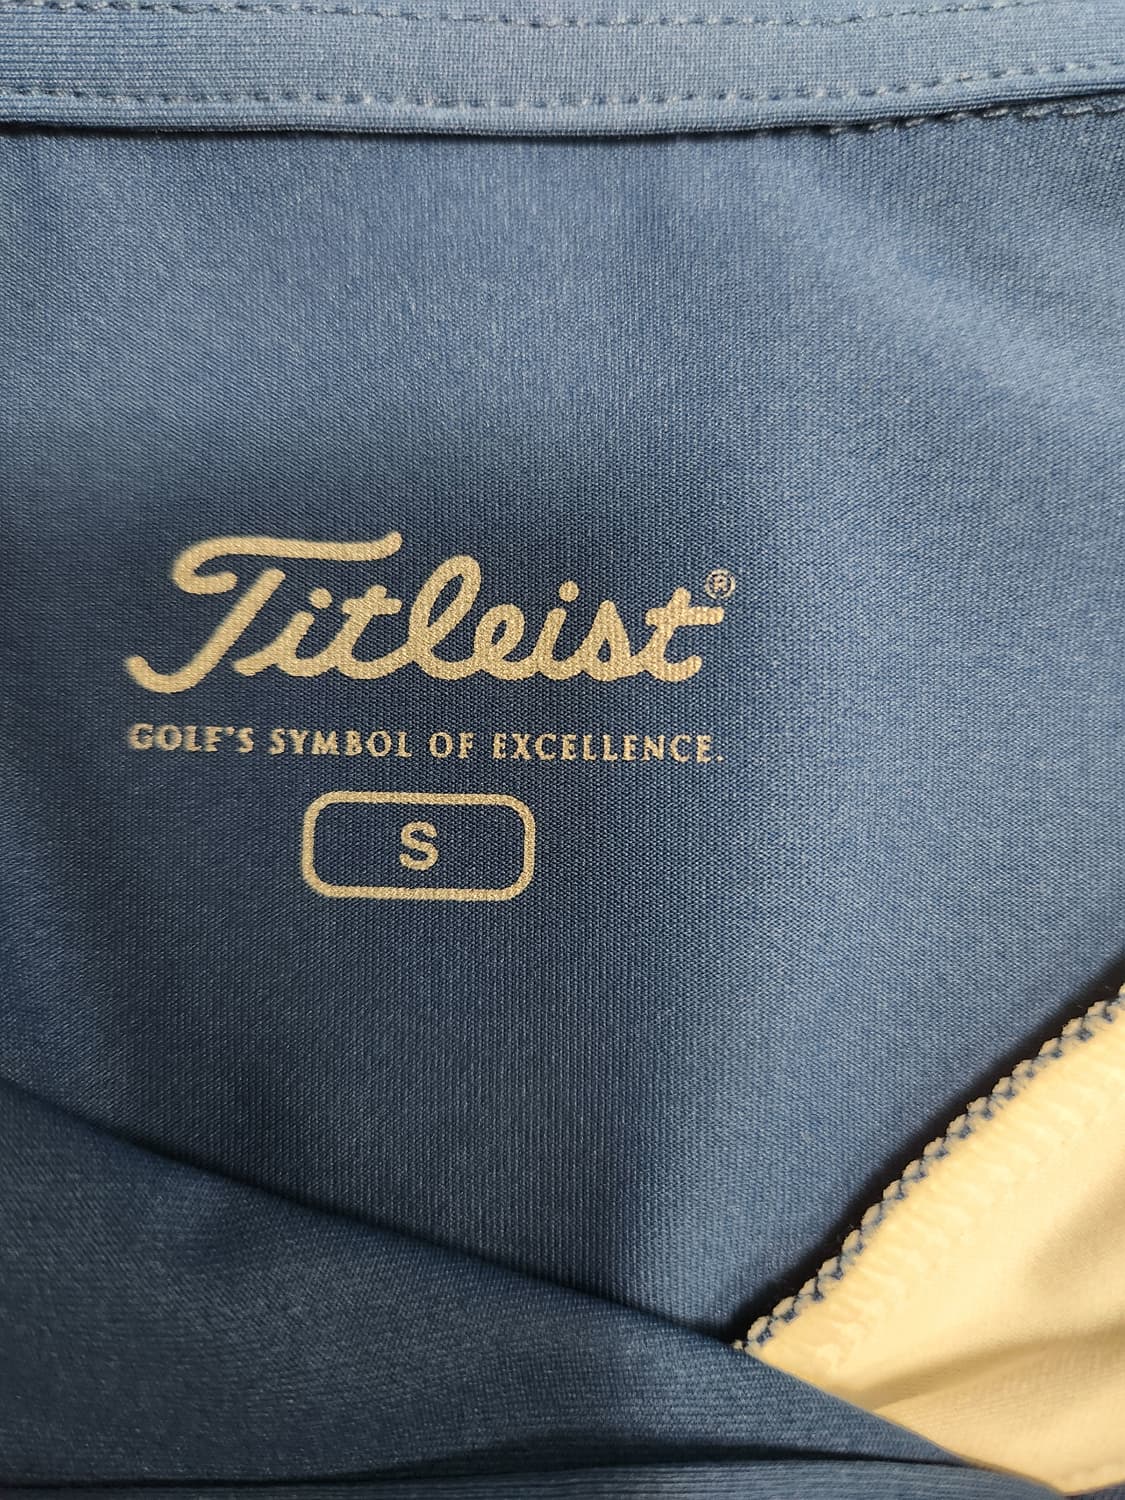 Titleist®
GOLF'S SYMBOL OF EXCELLENCE.
S